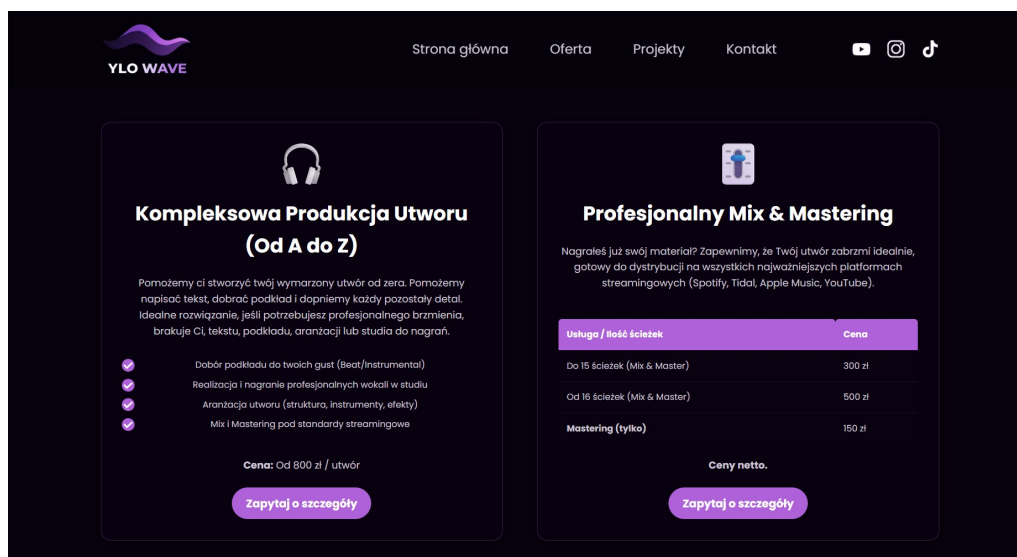 YLO WAVE
Strona główna
Oferta
Projekty
Kontakt
Kompleksowa Produkcja Utworu
(Od A do Z)
Pomożemy ci stworzyć twój wymarzony utwór od zera. Pomożemy
napisać tekst, dobrać podkład i dopniemy każdy pozostały detal.
Idealne rozwiązanie, jeśli potrzebujesz profesjonalnego brzmienia,
brakuje Ci, tekstu, podkładu, aranżacji lub studia do nagrań.
Dobór podkładu do twoich gust (Beat/Instrumental)
Realizacja i nagranie profesjonalnych wokali w studiu
Aranżacja utworu (struktura, instrumenty, efekty)
Mix i Mastering pod standardy streamingowe
Cena: Od 800 zł / utwór
Zapytaj o szczegóły
Profesjonalny Mix & Mastering
Nagrałeś już swój materiał? Zapewnimy, że Twój utwór zabrzmi idealnie,
gotowy do dystrybucji na wszystkich najważniejszych platformach
streamingowych (Spotify, Tidal, Apple Music, YouTube).
Usługa / Ilość ścieżek Cena
Do 15 ścieżek (Mix & Master) 300 zł
Od 16 ścieżek (Mix & Master) 500 zł
Mastering (tylko) 150 zł
Ceny netto.
Zapytaj o szczegóły